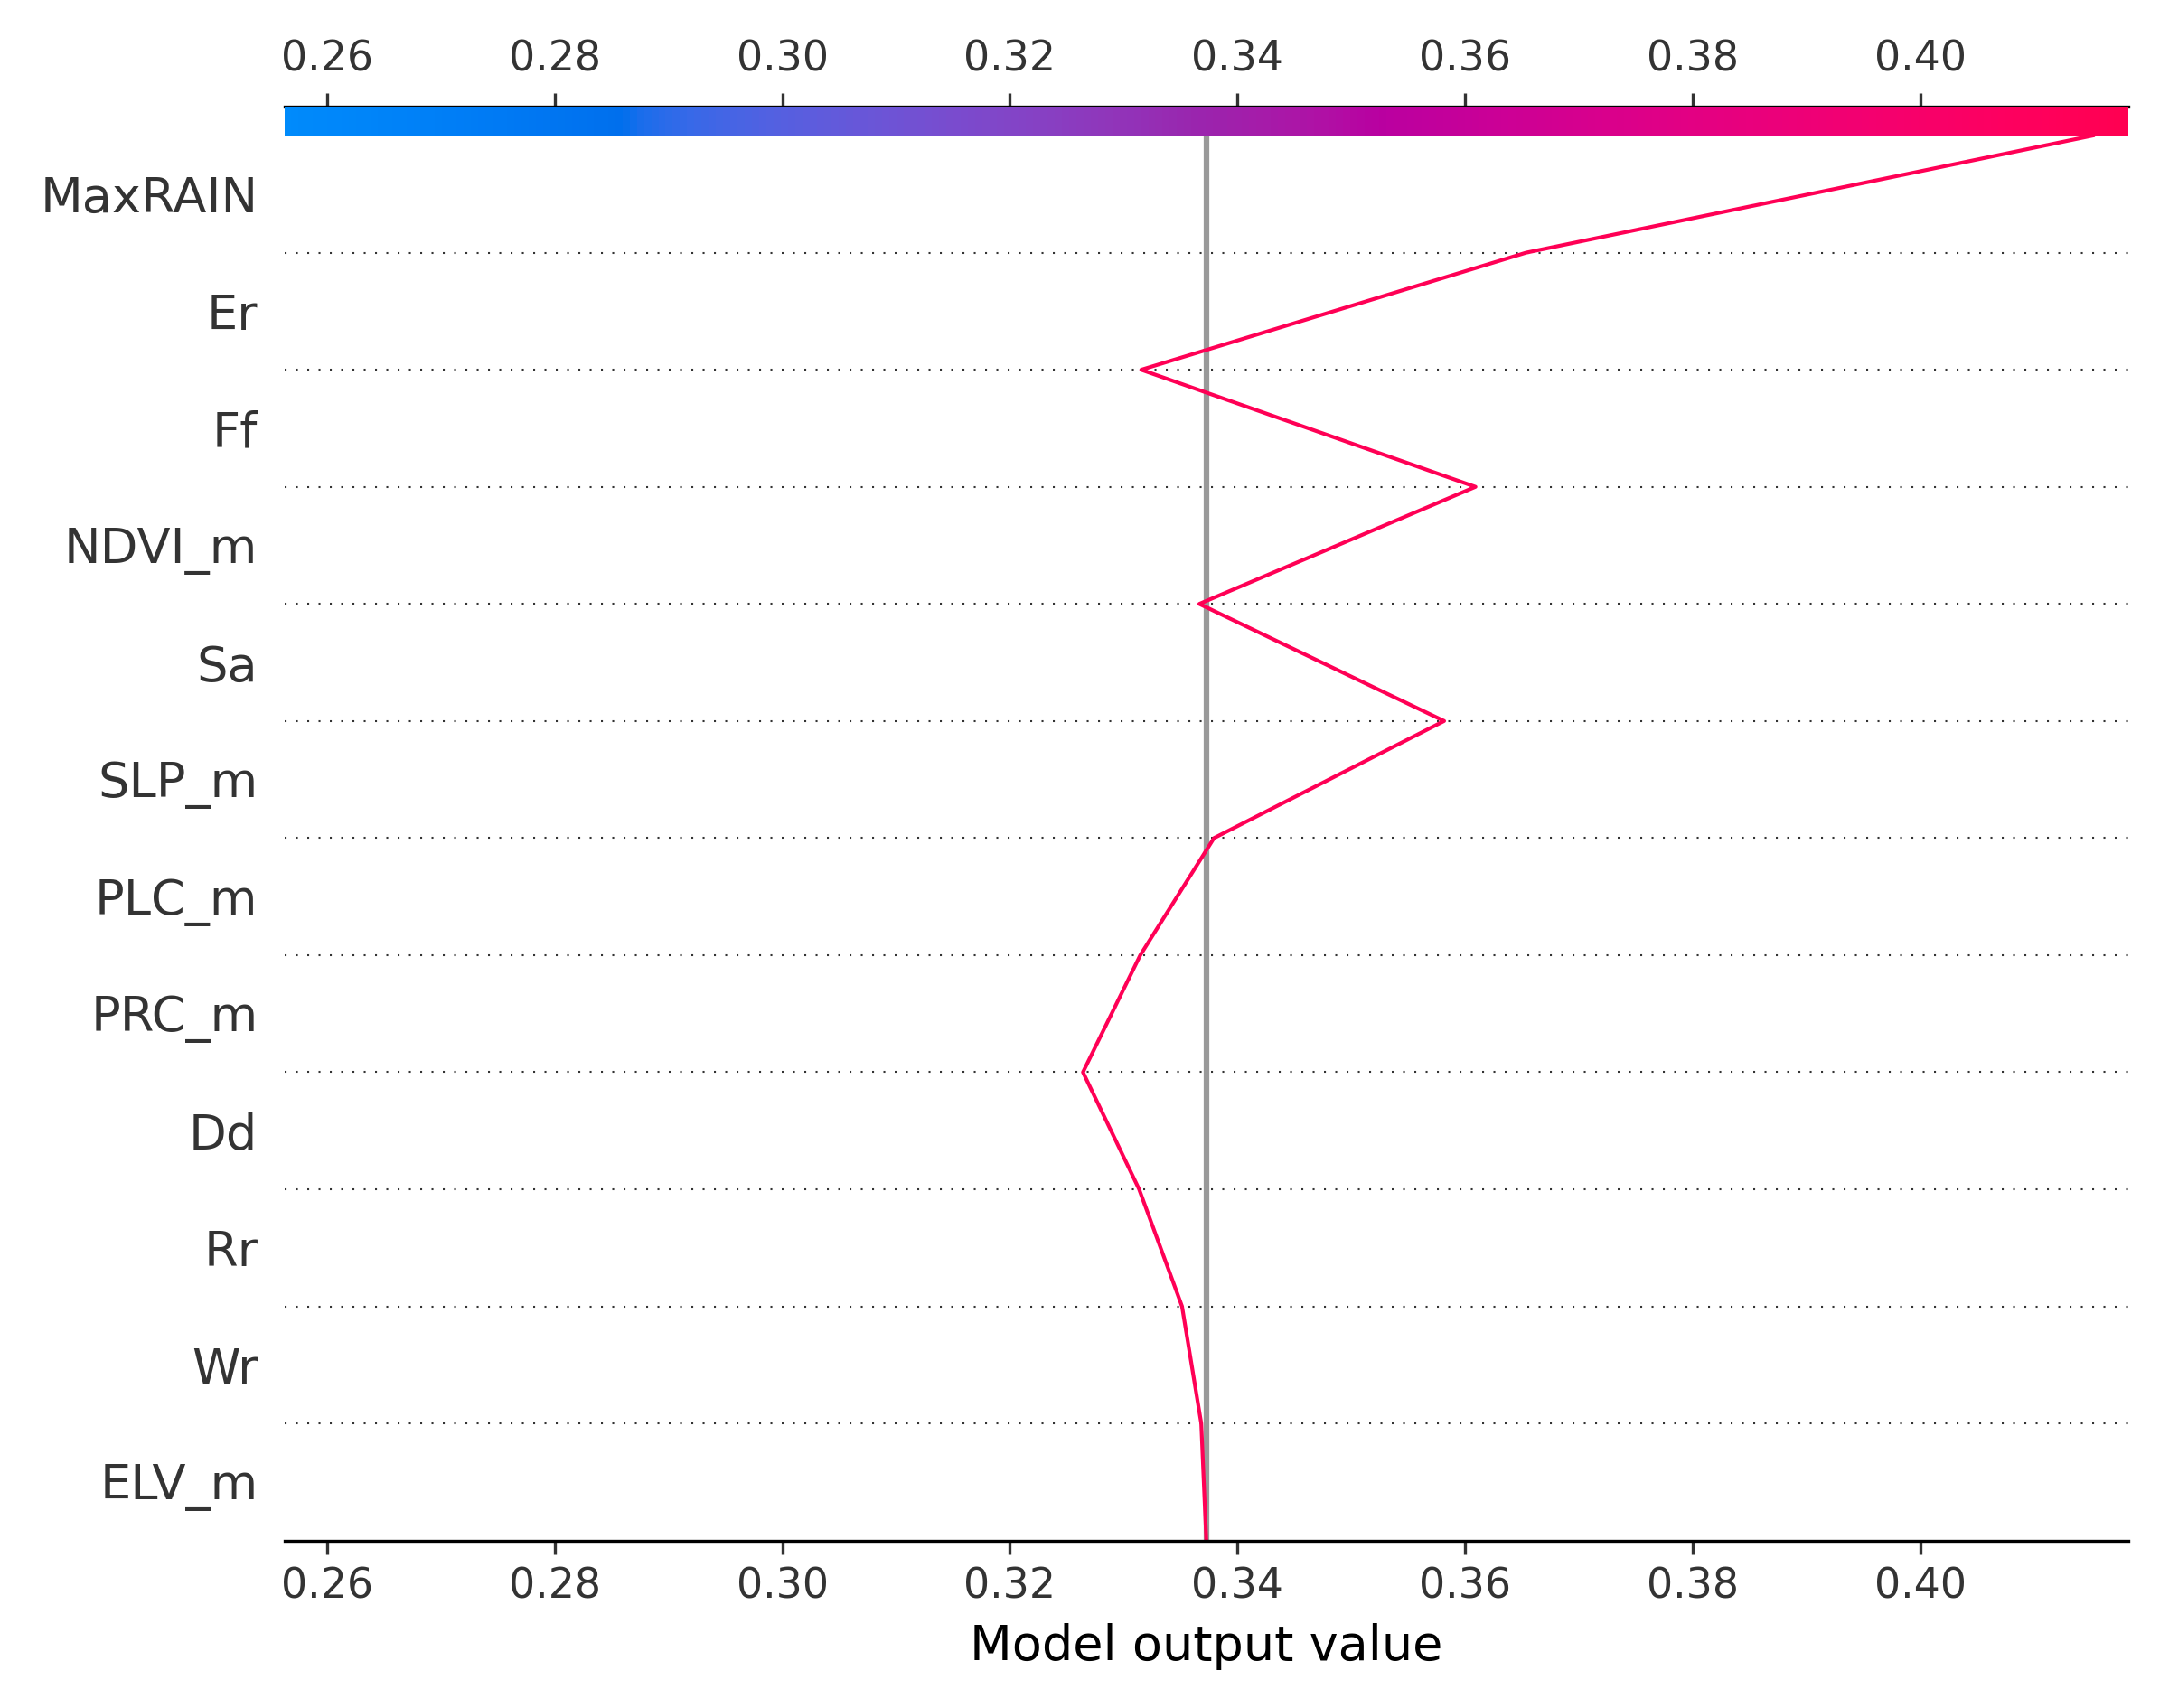 0.26 0.28 0.30 0.32 0.34 0.36 0.38 0.40
MaxRAIN
Er
Ff
NDVI_m
Sa
SLP_m
PLC_m
PRC_m
Dd
Rr
Wr
ELV_m
0.26 0.28 0.30 0.32 0.34 0.36 0.38 0.40
Model output value